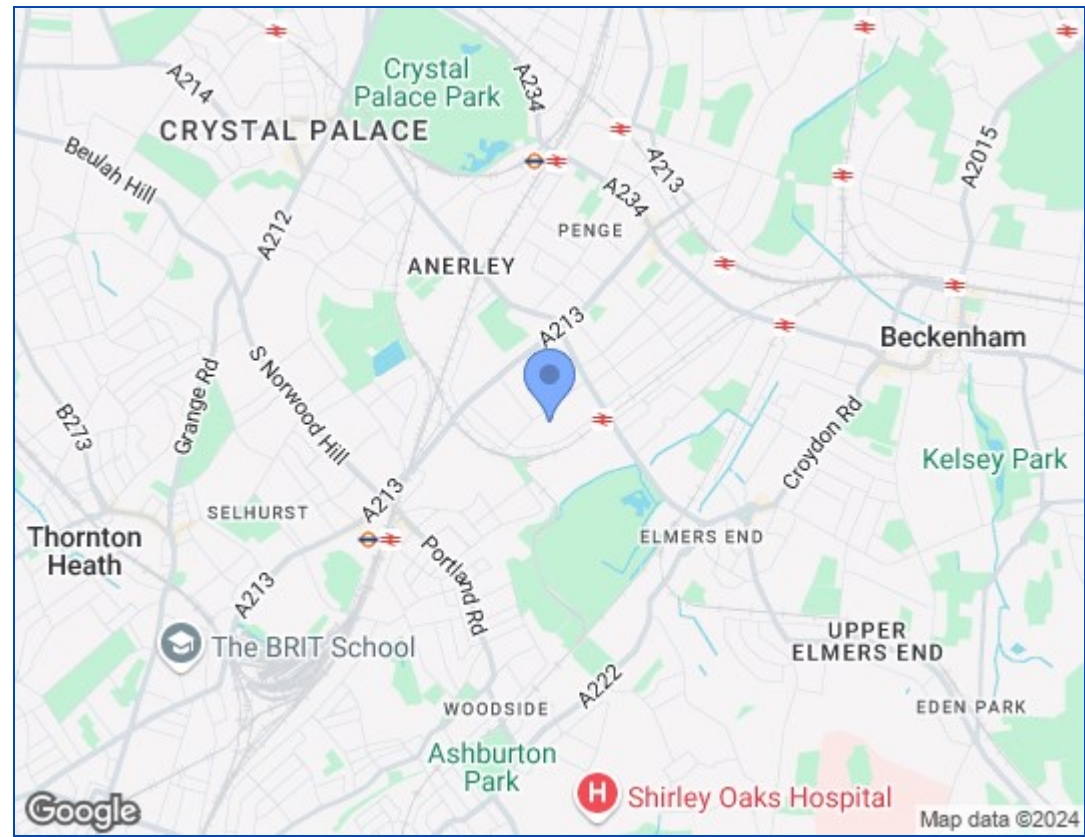 Crystal
Palace Park
A234
A214
CRYSTAL PALACE
A2015
Beulah Hill
A213
A234
A212
PENGE
ANERLEY
A213
Beckenham
S Norwood Hill
Grange Rd
B273
Croydon Rd
Kelsey Park
A213
SELHURST
Thornton
Heath
ELMERS END
Portland Rd
A213
The BRIT School
UPPER
ELMERS END
A222
WOODSIDE
EDEN PARK
Ashburton
Park
H
Shirley Oaks Hospital
Google
Map data ©2024